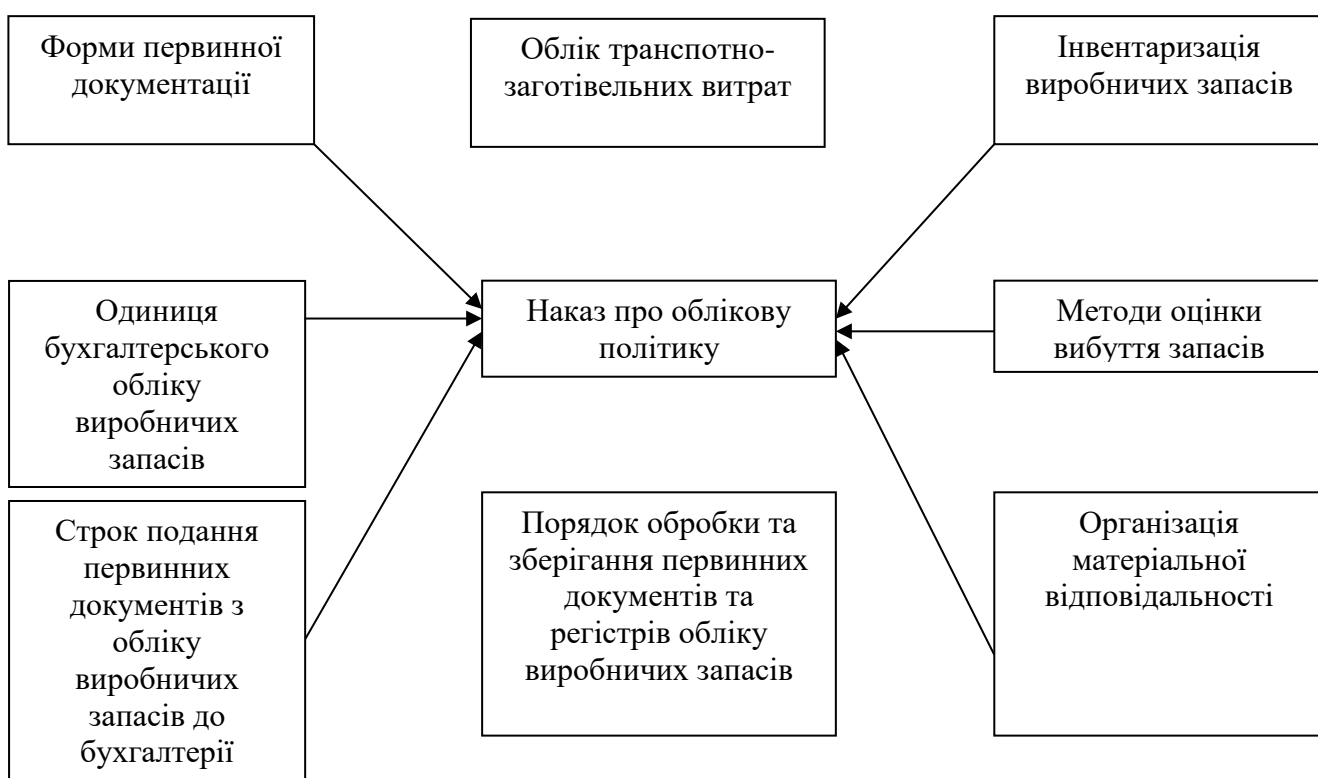 Форми первинної
документації
Облік транспотно-
заготівельних витрат
Інвентаризація
виробничих запасів
Одиниця
бухгалтерського
обліку
виробничих
запасів
Наказ про облікову
політику
Методи оцінки
вибуття запасів
Строк подання
первинних
документів з
обліку
виробничих
запасів до
бухгалтерії
Порядок обробки та
зберігання первинних
документів та
регістрів обліку
виробничих запасів
Організація
матеріальної
відповідальності